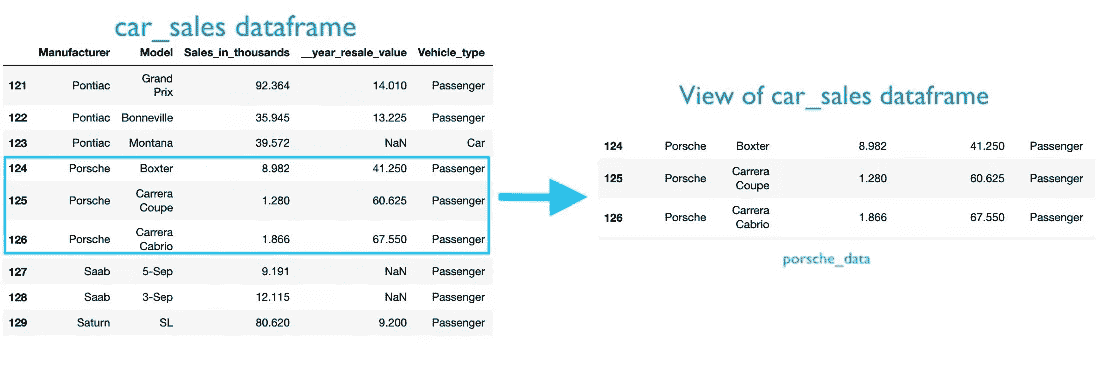 car_sales dataframe
Manufacturer Model Sales_in_thousands __year_resale_value Vehicle_type
121 Pontiac Grand Prix 92.364 14.010 Passenger
122 Pontiac Bonneville 35.945 13.225 Passenger
123 Pontiac Montana 39.572 NaN Car
124 Porsche Boxter 8.982 41.250 Passenger
125 Porsche Carrera Coupe 1.280 60.625 Passenger
126 Porsche Carrera Cabrio 1.866 67.550 Passenger
127 Saab 5-Sep 9.191 NaN Passenger
128 Saab 3-Sep 12.115 NaN Passenger
129 Saturn SL 80.620 9.200 Passenger
View of car_sales dataframe
124 Porsche Boxter 8.982 41.250 Passenger
125 Porsche Carrera Coupe 1.280 60.625 Passenger
126 Porsche Carrera Cabrio 1.866 67.550 Passenger
porsche_data